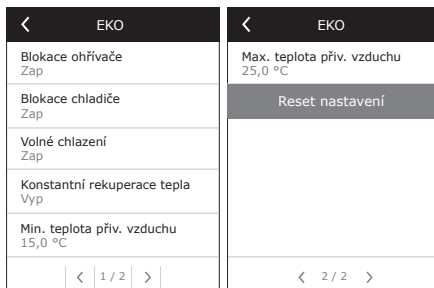 EKO
Blokace ohřívače
Zap
Blokace chladiče
Zap
Volné chlazení
Zap
Konstantní rekuperace tepla
Vyp
Min. teplota přiv. vzduchu
15,0 °C
1 / 2
EKO
Max. teplota přiv. vzduchu
25,0 °C
Reset nastavení
2 / 2